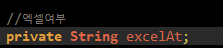 //엑셀여부
private String excelAt;